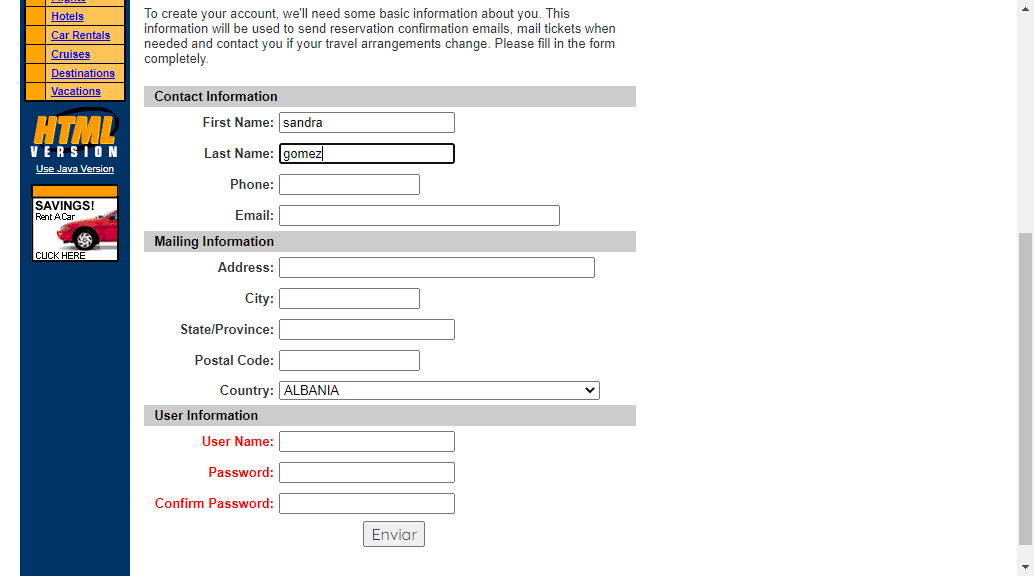 Hotels
Car Rentals
Cruises
Destinations
Vacations
HTML
VERSION
Use Java Version
SAVINGS!
Rent A Car
CLICK HERE
To create your account, we'll need some basic information about you. This
information will be used to send reservation confirmation emails, mail tickets when
needed and contact you if your travel arrangements change. Please fill in the form
completely.
Contact Information
First Name: sandra
Last Name: gomez
Phone:
Email:
Mailing Information
Address:
City:
State/Province:
Postal Code:
Country: ALBANIA
User Information
User Name:
Password:
Confirm Password:
Enviar